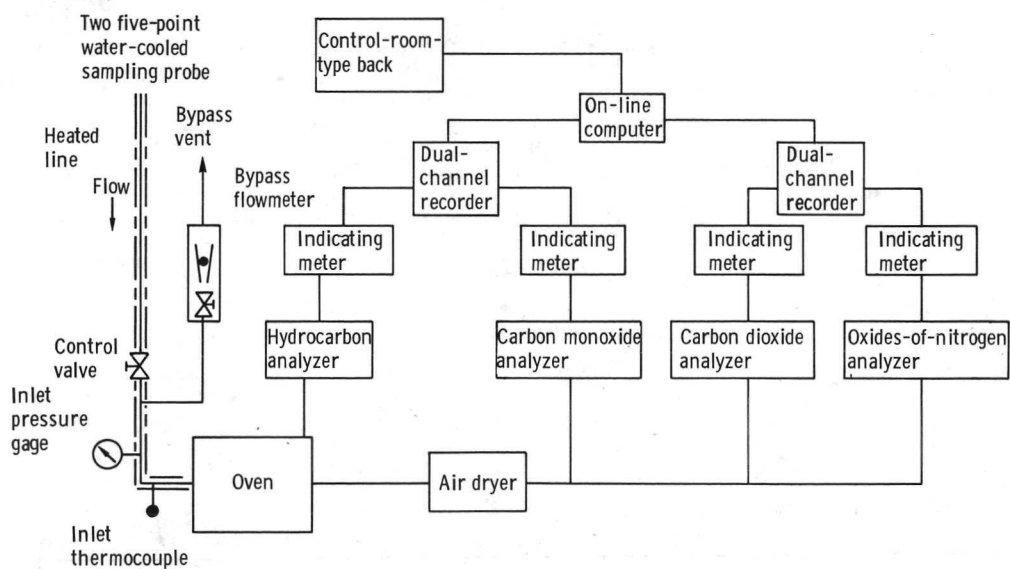 Two five-point
water-cooled
sampling probe
Control-room-
type back
On-line
computer
Bypass
vent
Heated
line
Flow
Bypass
flowmeter
Dual-
channel
recorder
Dual-
channel
recorder
Indicating
meter
Indicating
meter
Indicating
meter
Indicating
meter
Hydrocarbon
analyzer
Carbon monoxide
analyzer
Carbon dioxide
analyzer
Oxides-of-nitrogen
analyzer
Control
valve
Inlet
pressure
gage
Oven
Air dryer
Inlet
thermocouple